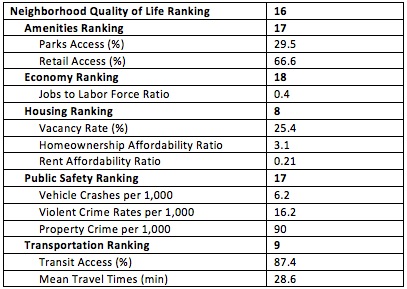 Neighborhood Quality of Life Ranking 16
Amenities Ranking 17
Parks Access (%) 29.5
Retail Access (%) 66.6
Economy Ranking 18
Jobs to Labor Force Ratio 0.4
Housing Ranking 8
Vacancy Rate (%) 25.4
Homeownership Affordability Ratio 3.1
Rent Affordability Ratio 0.21
Public Safety Ranking 17
Vehicle Crashes per 1,000 6.2
Violent Crime Rates per 1,000 16.2
Property Crime per 1,000 90
Transportation Ranking 9
Transit Access (%) 87.4
Mean Travel Times (min) 28.6